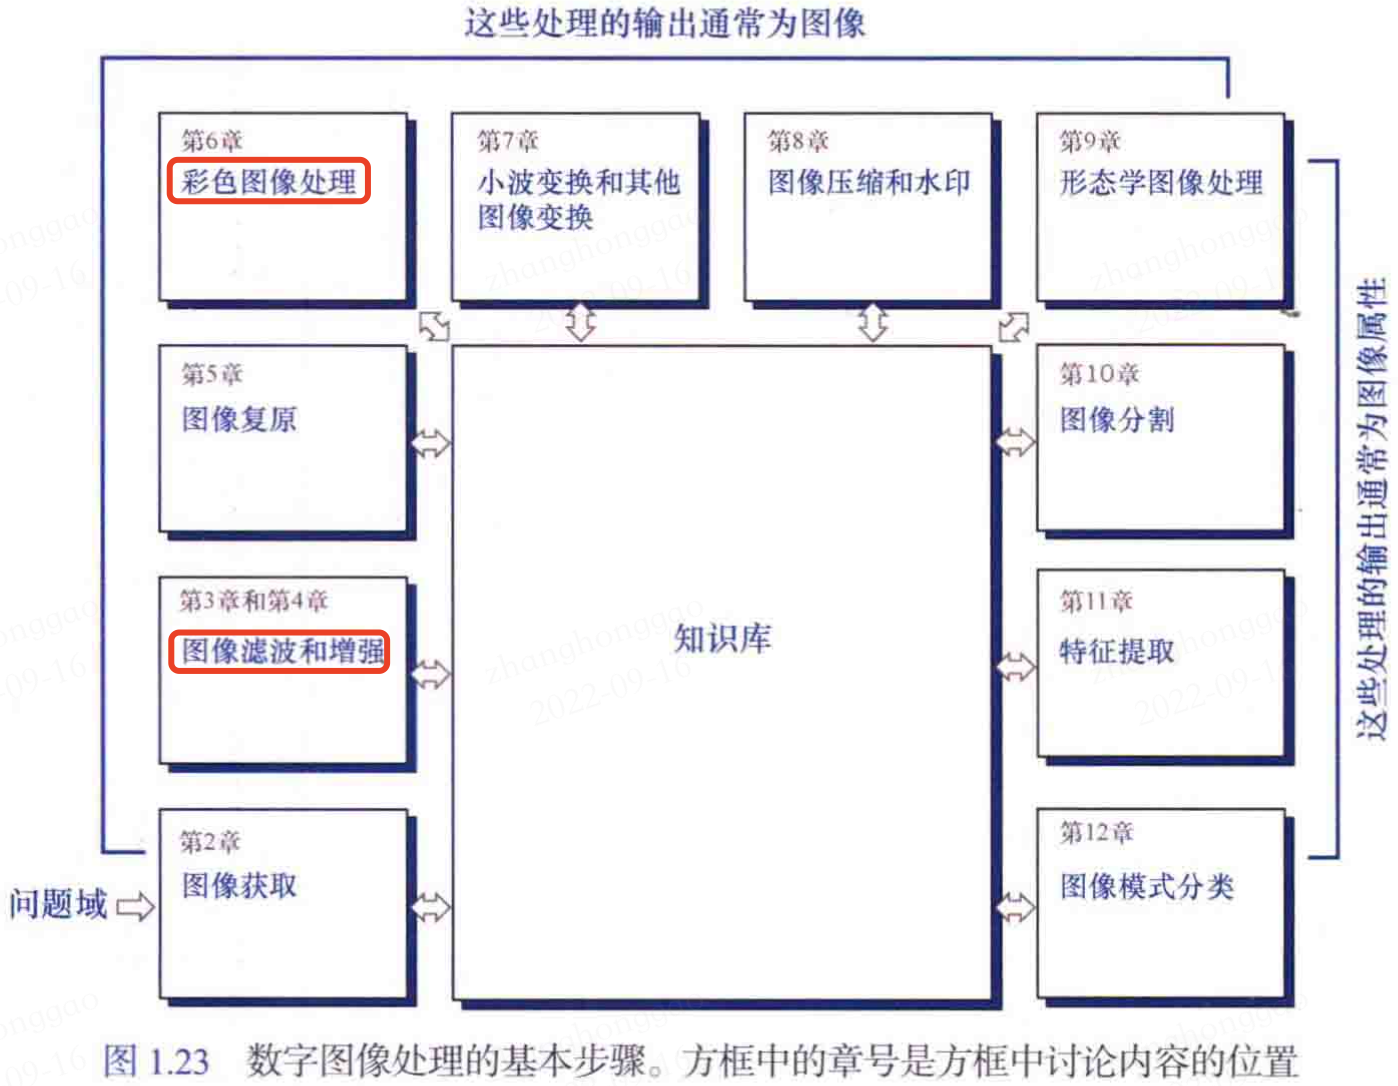 这些处理的输出通常为图像
第6章
彩色图像处理
第7章
小波变换和其他
图像变换
第8章
图像压缩和水印
第9章
形态学图像处理
第5章
图像复原
第10章
图像分割
第3章和第4章
图像滤波和增强
知识库
第11章
特征提取
第2章
图像获取
第12章
图像模式分类
问题域
这些处理的输出通常为图像属性
zhanghonggao
2022-09-16
图 1.23 数字图像处理的基本步骤。方框中的章号是方框中讨论内容的位置